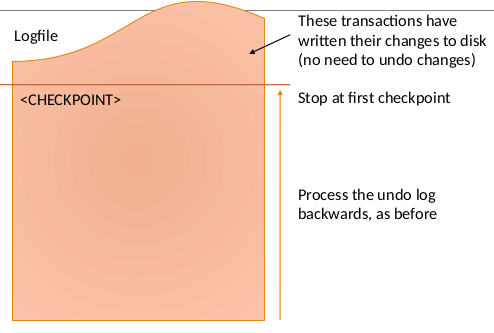 Logfile
These transactions have
written their changes to disk
(no need to undo changes)
<CHECKPOINT>
Stop at first checkpoint
Process the undo log
backwards, as before